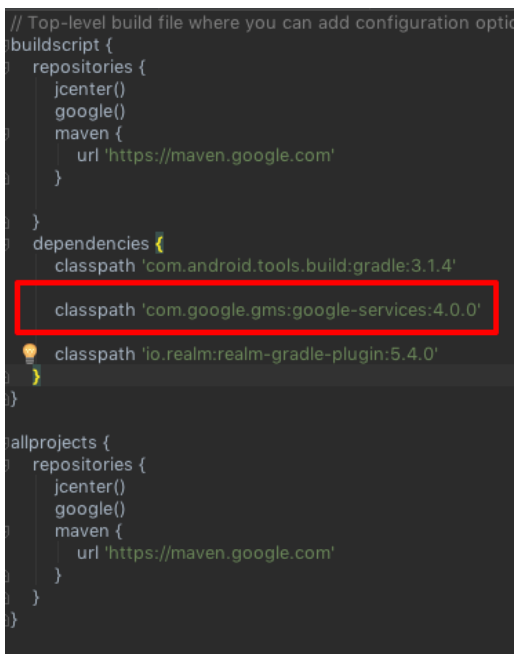 // Top-level build file where you can add configuration optio
buildscript {
repositories {
jcenter()
google()
maven {
url 'https://maven.google.com'
}
}
dependencies {
classpath 'com.android.tools.build:gradle:3.1.4'
classpath 'com.google.gms:google-services:4.0.0'
classpath 'io.realm:realm-gradle-plugin:5.4.0'
}
}
allprojects {
repositories {
jcenter()
google()
maven {
url 'https://maven.google.com'
}
}
}